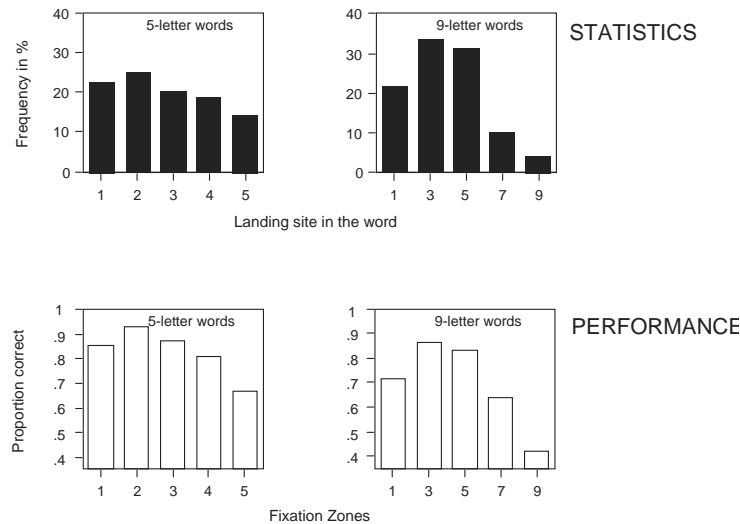 5-letter words
9-letter words
STATISTICS
Frequency in %
40
30
20
10
0
1 2 3 4 5
40
30
20
10
0
1 3 5 7 9
Landing site in the word
5-letter words
9-letter words
PERFORMANCE
Proportion correct
1
.9
.8
.7
.6
.5
.4
1 2 3 4 5
1
.9
.8
.7
.6
.5
.4
1 3 5 7 9
Fixation Zones